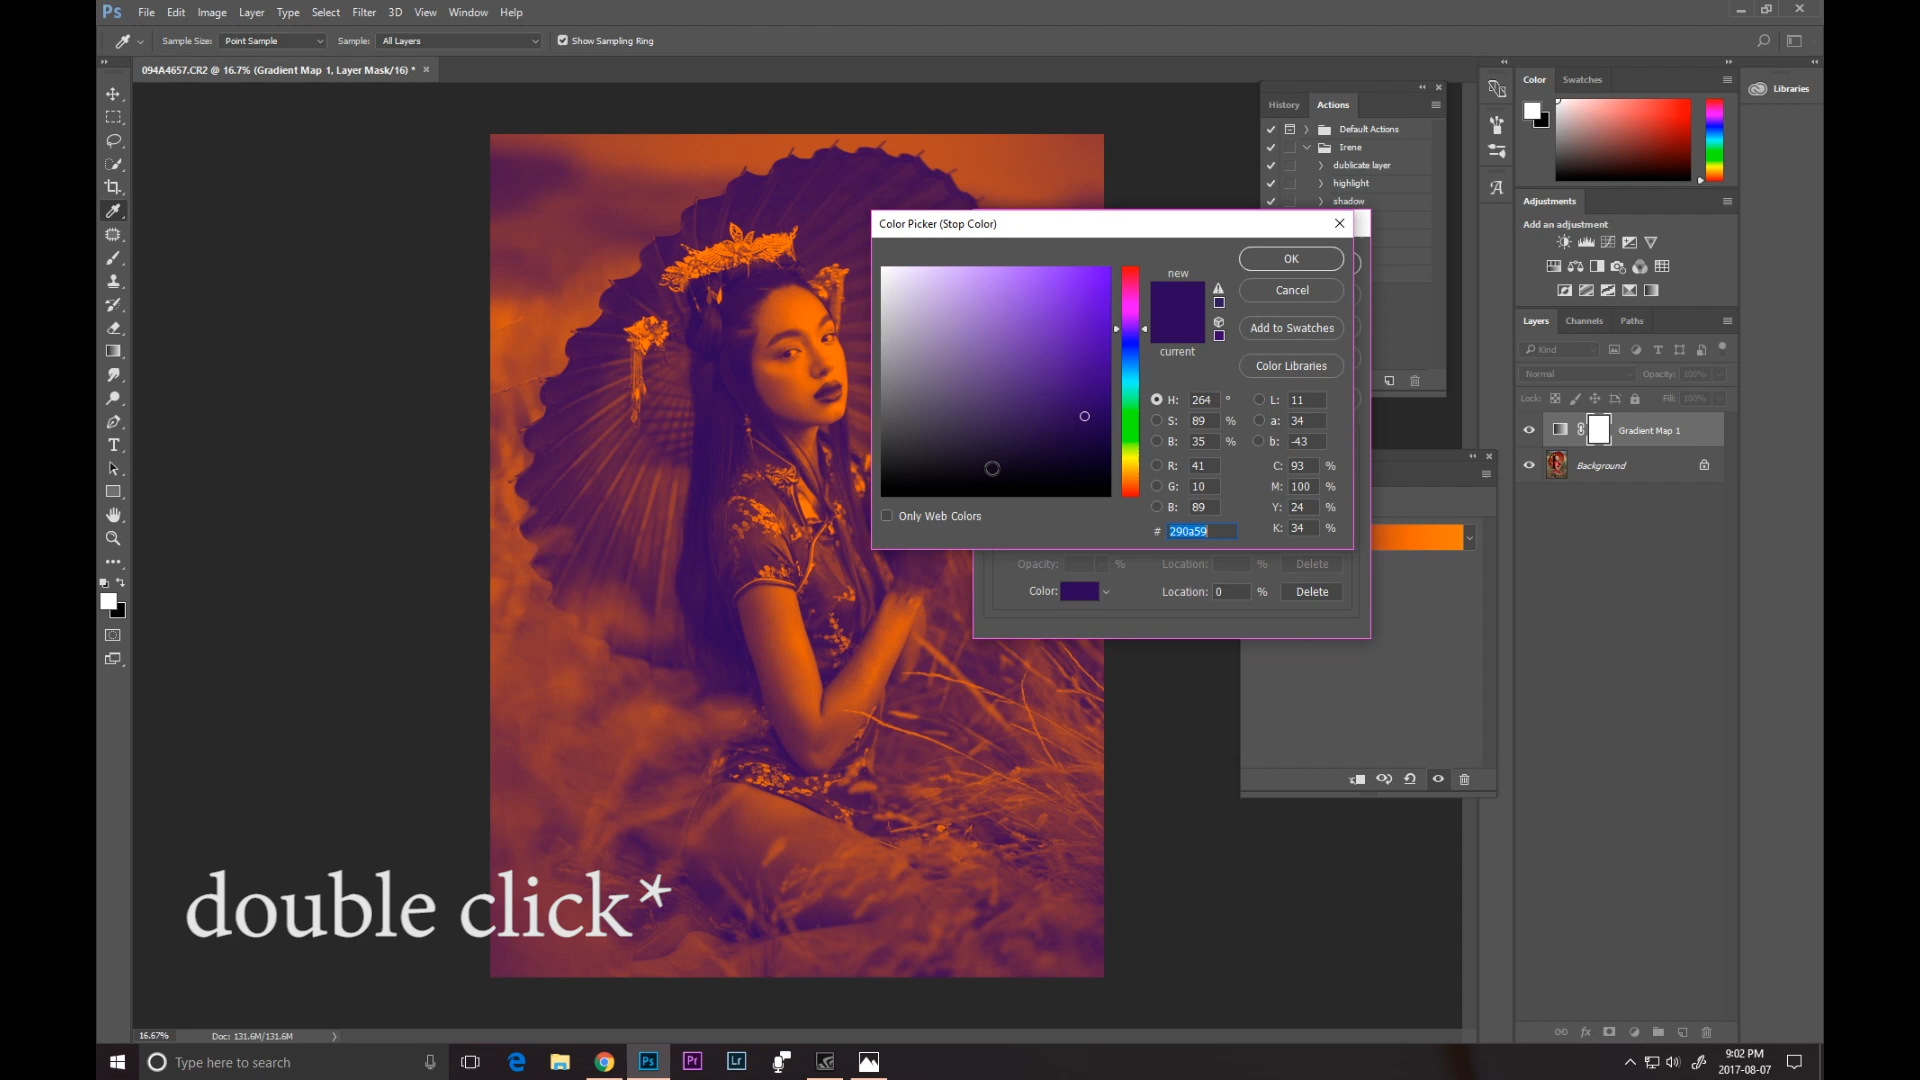 Ps File Edit Image Layer Type Select Filter 3D View Window Help
Sample Size: Point Sample Sample: All Layers Show Sampling Ring
094A4657.CR2 @ 16.7% (Gradient Map 1, Layer Mask/16) *
History Actions
Default Actions
Irene
dublicate layer
highlight
shadow
Color Picker (Stop Color)
new
current
OK
Cancel
Add to Swatches
Color Libraries
H: 264 °
S: 89 %
B: 35 %
R: 41
G: 10
B: 89
# 290a59
L: 11
a: 34
b: -43
C: 93 %
M: 100 %
Y: 24 %
K: 34 %
Only Web Colors
Opacity: % Location: % Delete
Color: Location: 0 % Delete
Color Swatches
Libraries
Adjustments
Add an adjustment
Layers Channels Paths
Kind
Normal Opacity: 100%
Lock: Fill: 100%
Gradient Map 1
Background
double click*
16.67% Doc: 131.6M/131.6M
Type here to search
Ps Pr Lr
9:02 PM
2017-08-07